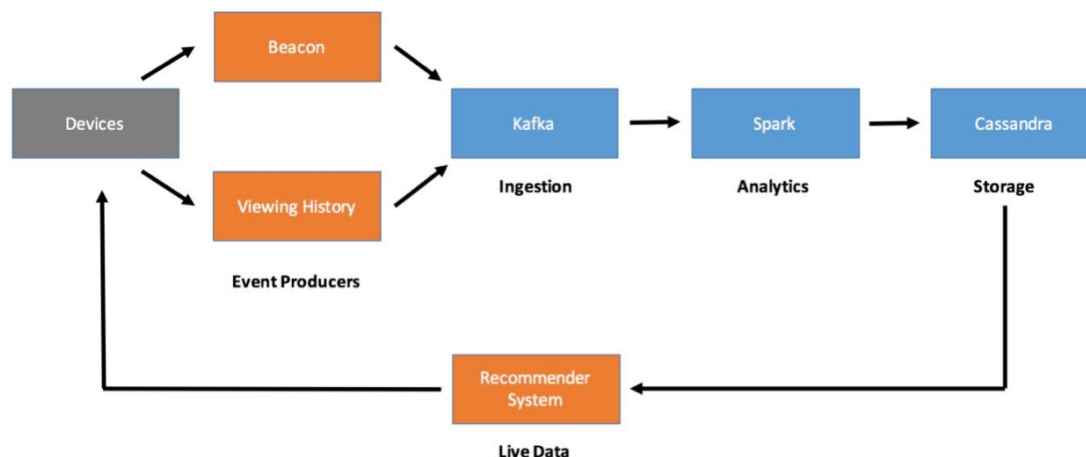 Beacon
Devices
Kafka
Spark
Cassandra
Ingestion
Analytics
Storage
Viewing History
Event Producers
Recommender
System
Live Data